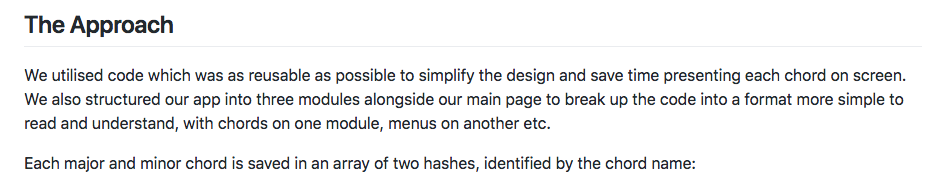 The Approach
We utilised code which was as reusable as possible to simplify the design and save time presenting each chord on screen.
We also structured our app into three modules alongside our main page to break up the code into a format more simple to
read and understand, with chords on one module, menus on another etc.
Each major and minor chord is saved in an array of two hashes, identified by the chord name: